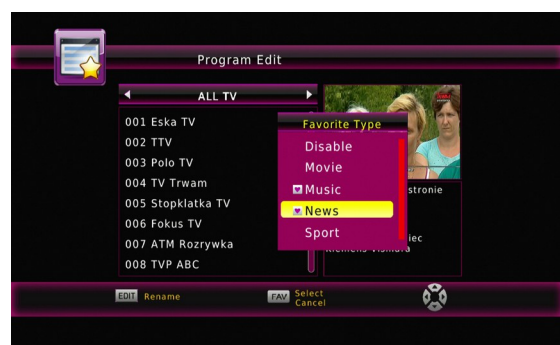 Program Edit
ALL TV
001 Eska TV
002 TTV
003 Polo TV
004 TV Trwam
005 Stopklatka TV
006 Fokus TV
007 ATM Rozrywka
008 TVP ABC
Favorite Type
Disable
Movie
Music
News
Sport
stronie
iec
EDIT Rename
FAV Select
Cancel